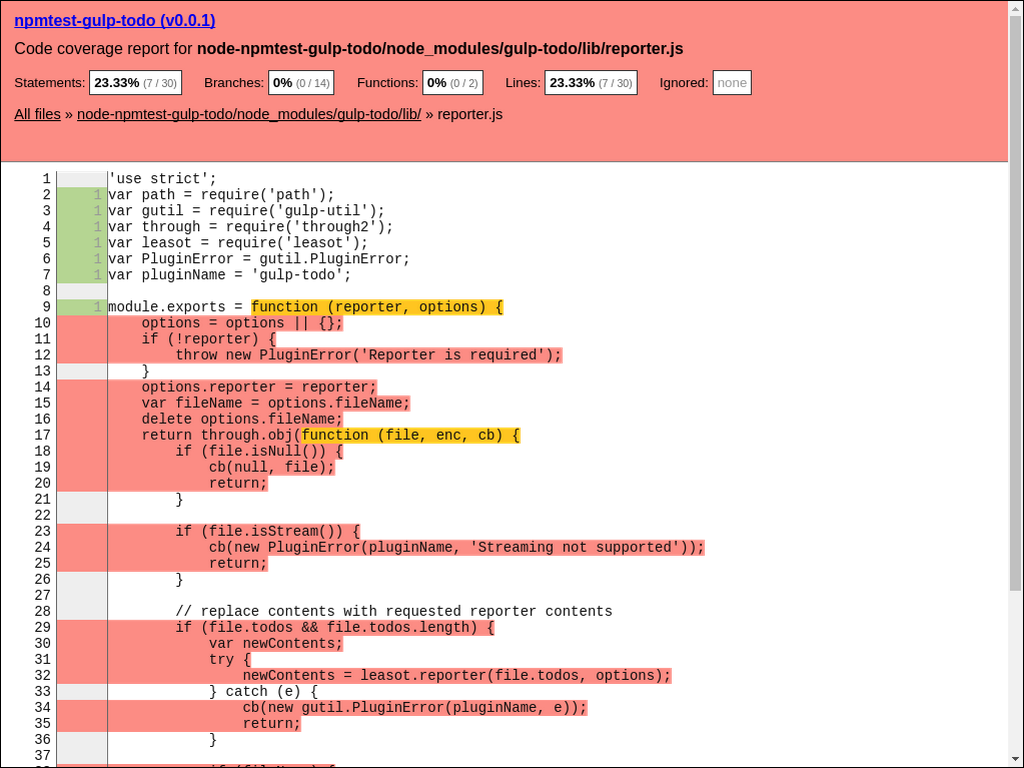 npmtest-gulp-todo (v0.0.1)
Code coverage report for node-npmtest-gulp-todo/node_modules/gulp-todo/lib/reporter.js
Statements: 23.33% (7 / 30) Branches: 0% (0 / 14) Functions: 0% (0 / 2) Lines: 23.33% (7 / 30) Ignored: none
All files » node-npmtest-gulp-todo/node_modules/gulp-todo/lib/ » reporter.js
1 'use strict';
2 1 var path = require('path');
3 1 var gutil = require('gulp-util');
4 1 var through = require('through2');
5 1 var leasot = require('leasot');
6 1 var PluginError = gutil.PluginError;
7 1 var pluginName = 'gulp-todo';
8
9 1 module.exports = function (reporter, options) {
10     options = options || {};
11     if (!reporter) {
12         throw new PluginError('Reporter is required');
13     }
14     options.reporter = reporter;
15     var fileName = options.fileName;
16     delete options.fileName;
17     return through.obj(function (file, enc, cb) {
18         if (file.isNull()) {
19             cb(null, file);
20             return;
21         }
22
23         if (file.isStream()) {
24             cb(new PluginError(pluginName, 'Streaming not supported'));
25             return;
26         }
27
28         // replace contents with requested reporter contents
29         if (file.todos && file.todos.length) {
30             var newContents;
31             try {
32                 newContents = leasot.reporter(file.todos, options);
33             } catch (e) {
34                 cb(new gutil.PluginError(pluginName, e));
35                 return;
36             }
37